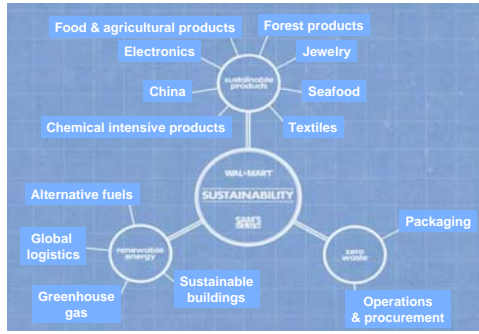 Food & agricultural products
Forest products
Electronics
Jewelry
sustainable
products
China
Seafood
Chemical intensive products
Textiles
WAL★MART
SUSTAINABILITY
SAM'S
CLUB
Alternative fuels
Global
logistics
renewable
energy
Greenhouse
gas
Sustainable
buildings
Packaging
zero
waste
Operations
& procurement